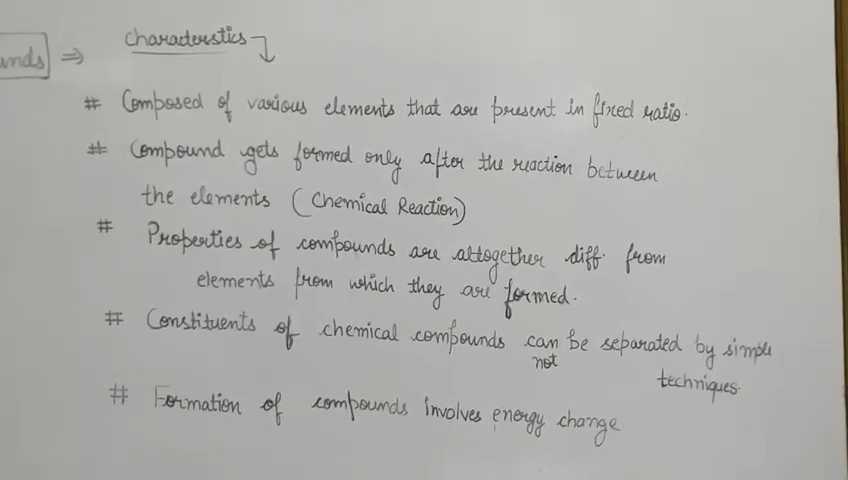 unds ⇒ Characterstics
# Composed of various elements that are present in fixed ratio.
# Compound gets formed only after the reaction between
the elements (Chemical Reaction)
# Properties of compounds are altogether diff. from
elements from which they are formed.
# Constituents of chemical compounds can be separated by simple
not
techniques.
# Formation of compounds involves energy change